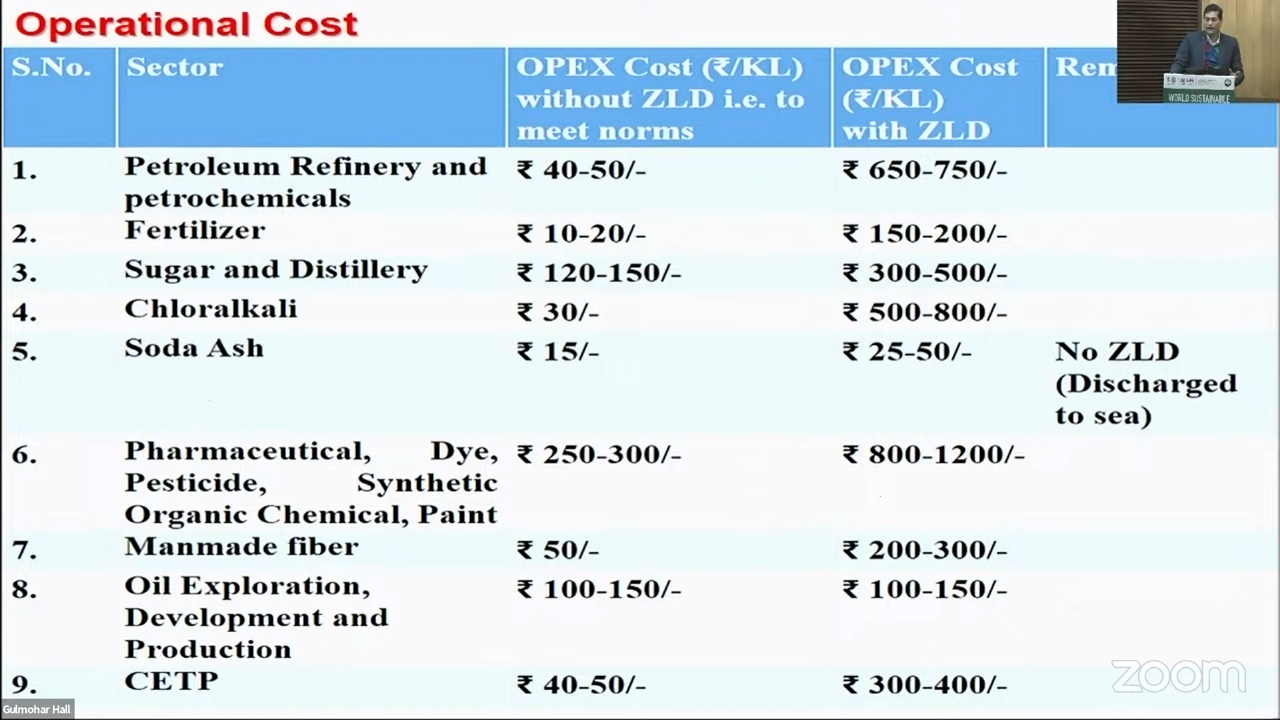 Operational Cost
S.No.
Sector
OPEX Cost (₹/KL)
without ZLD i.e. to
meet norms
OPEX Cost
(₹/KL)
with ZLD
1.
Petroleum Refinery and
petrochemicals
₹ 40-50/-
₹ 650-750/-
2.
Fertilizer
₹ 10-20/-
₹ 150-200/-
3.
Sugar and Distillery
₹ 120-150/-
₹ 300-500/-
4.
Chloralkali
₹ 30/-
₹ 500-800/-
5.
Soda Ash
₹ 15/-
₹ 25-50/-
No ZLD
(Discharged
to sea)
6.
Pharmaceutical, Dye,
Pesticide, Synthetic
Organic Chemical, Paint
₹ 250-300/-
₹ 800-1200/-
7.
Manmade fiber
₹ 50/-
₹ 200-300/-
8.
Oil Exploration,
Development and
Production
₹ 100-150/-
₹ 100-150/-
9.
CETP
₹ 40-50/-
₹ 300-400/-
WORLD SUSTAINABLE
zoom
Gulmohar Hall